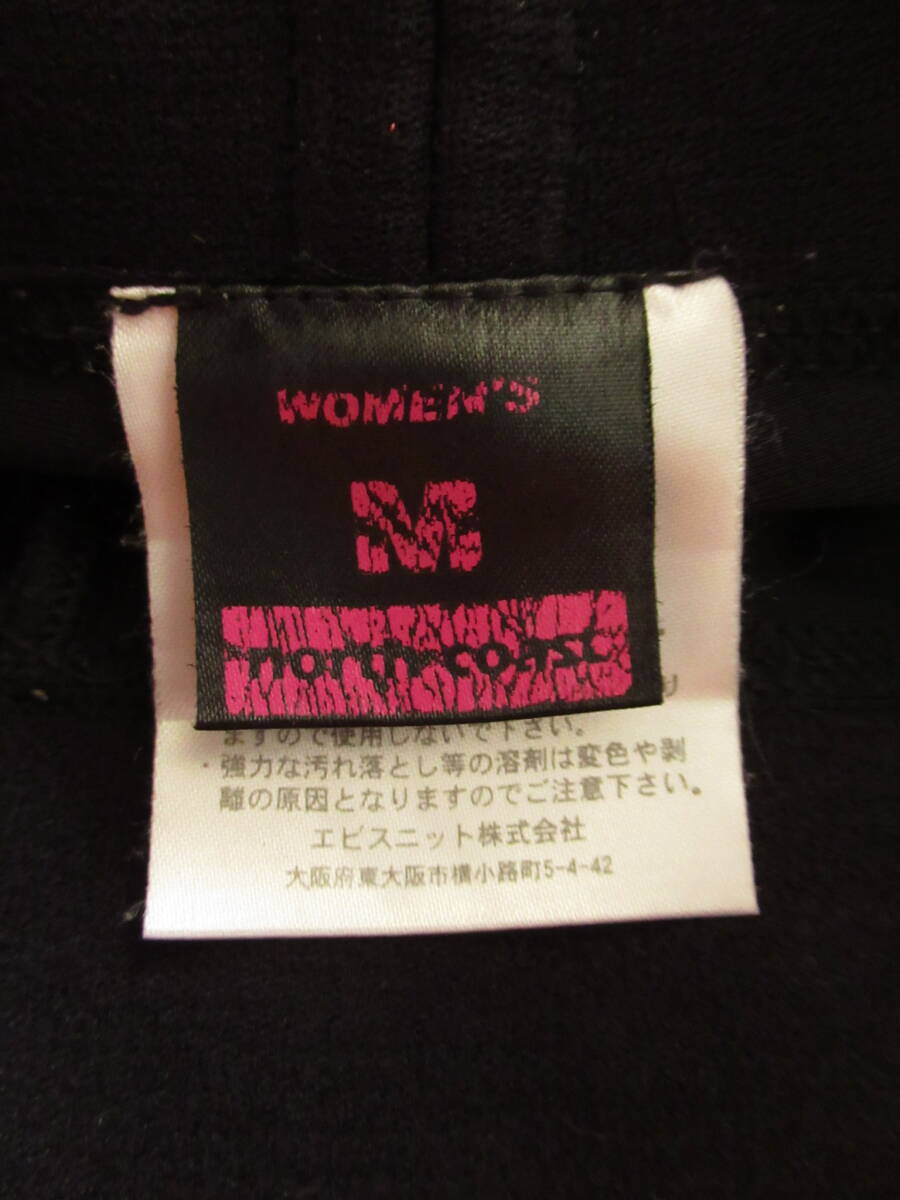 WOMEN'S
M
north coast
り
ますので使用しないで下さい。
・強力な汚れ落とし等の溶剤は変色や剥
離の原因となりますのでご注意下さい。
エビスニット株式会社
大阪府東大阪市横小路町5-4-42